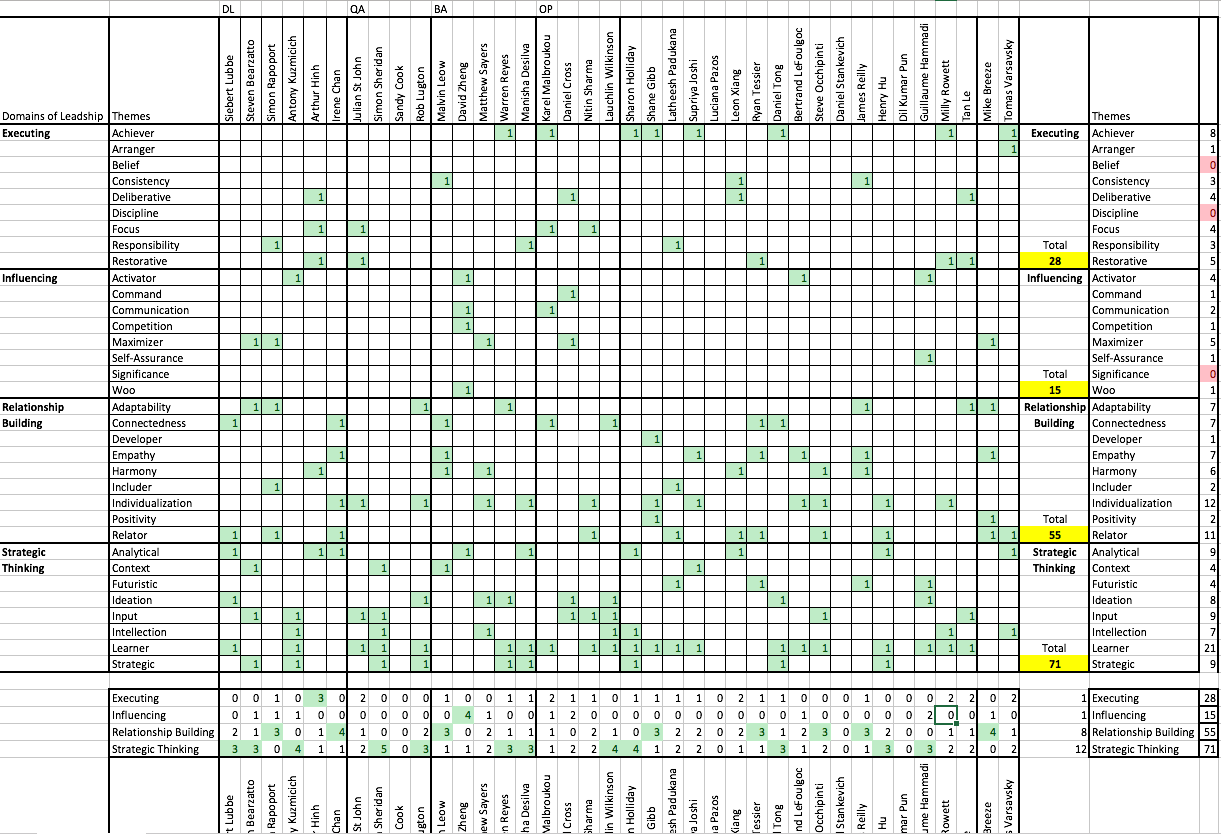 DL QA BA OP
Domains of Leadship Themes Siebert Lubbe Steven Bearzatto Simon Rapoport Antony Kuzmicich Arthur Hinh Irene Chan Julian St John Simon Sheridan Sandy Cook Rob Lugton Malvin Leow David Zheng Matthew Sayers Warren Reyes Manisha Desilva Karel Malbroukou Daniel Cross Nitin Sharma Lauchlin Wilkinson Sharon Holliday Shane Gibb Latheesh Padukana Supriya Joshi Luciana Pazos Leon Xiang Ryan Tessier Daniel Tong Bertrand LeFoulgoc Steve Occhipinti Daniel Stankevich James Reilly Henry Hu Dil Kumar Pun Guillaume Hammadi Milly Rowett Tan Le Mike Breeze Tomas Varsavsky Themes
Executing Achiever 1 1 1 1 1 1 1 1 Executing Achiever 8
Arranger 1 Arranger 1
Belief Belief 0
Consistency 1 1 1 Consistency 3
Deliberative 1 1 1 1 Deliberative 4
Discipline Discipline 0
Focus 1 1 1 1 Focus 4
Responsibility 1 1 1 Total Responsibility 3
Restorative 1 1 1 1 1 28 Restorative 5
Influencing Activator 1 1 1 1 Influencing Activator 4
Command 1 Command 1
Communication 1 1 Communication 2
Competition 1 Competition 1
Maximizer 1 1 1 1 1 Maximizer 5
Self-Assurance 1 Self-Assurance 1
Significance Total Significance 0
Woo 1 15 Woo 1
Relationship Adaptability 1 1 1 1 1 1 1 Relationship Adaptability 7
Building Connectedness 1 1 1 1 1 1 1 Building Connectedness 7
Developer 1 Developer 1
Empathy 1 1 1 1 1 1 1 Empathy 7
Harmony 1 1 1 1 1 1 Harmony 6
Includer 1 1 Includer 2
Individualization 1 1 1 1 1 1 1 1 1 1 1 1 Individualization 12
Positivity 1 1 Total Positivity 2
Relator 1 1 1 1 1 1 1 1 1 1 1 55 Relator 11
Strategic Analytical 1 1 1 1 1 1 1 1 1 Strategic Analytical 9
Thinking Context 1 1 1 1 Thinking Context 4
Futuristic 1 1 1 1 Futuristic 4
Ideation 1 1 1 1 1 1 1 1 Ideation 8
Input 1 1 1 1 1 1 1 1 1 Input 9
Intellection 1 1 1 1 1 1 1 Intellection 7
Learner 1 1 1 1 1 1 1 1 1 1 1 1 1 1 1 1 1 1 1 1 1 Total Learner 21
Strategic 1 1 1 1 1 1 1 1 1 71 Strategic 9
Executing 0 0 1 0 3 0 2 0 0 0 1 0 0 1 1 2 1 1 0 1 1 1 1 0 2 1 1 0 0 0 1 0 0 0 2 2 0 2 1 Executing 28
Influencing 0 1 1 1 0 0 0 0 0 0 0 4 1 0 0 1 2 0 0 0 0 0 0 0 0 0 0 1 0 0 0 0 0 2 0 0 1 0 1 Influencing 15
Relationship Building 2 1 3 0 1 4 1 0 0 2 3 0 2 1 1 1 0 2 1 0 3 2 2 0 2 3 1 2 3 0 3 2 0 0 1 1 4 1 8 Relationship Building 55
Strategic Thinking 3 3 0 4 1 1 2 5 0 3 1 1 2 3 3 1 2 2 4 4 1 2 2 0 1 1 3 1 2 0 1 3 0 3 2 2 0 2 12 Strategic Thinking 71
rt Lubbe Bearzatto Rapoport y Kuzmicich r Hinh Chan St John Sheridan Cook ugton n Leow Zheng ew Sayers n Reyes ha Desilva Malbroukou l Cross Sharma lin Wilkinson n Holliday Gibb esh Padukana a Joshi a Pazos Xiang Tessier l Tong nd LeFoulgoc Occhipinti l Stankevich Reilly Hu mar Pun me Hammadi Rowett Breeze s Varsavsky